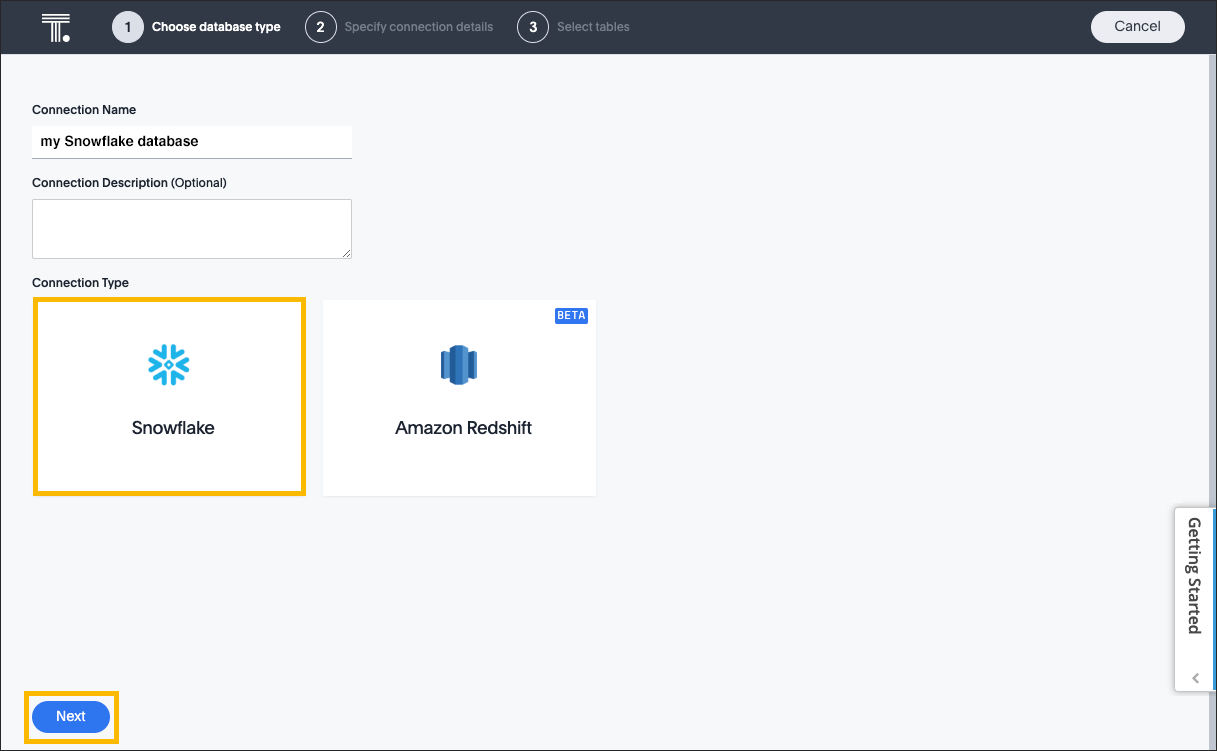 T.
1 Choose database type 2 Specify connection details 3 Select tables Cancel
Connection Name
my Snowflake database
Connection Description (Optional)
Connection Type
BETA
Snowflake
Amazon Redshift
Getting Started
Next